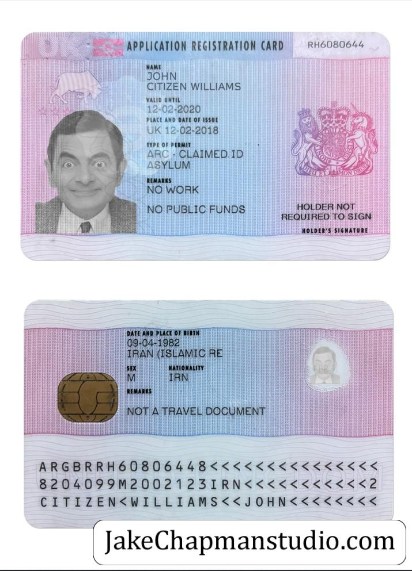 UK APPLICATION REGISTRATION CARD RH6080644
NAME
JOHN
CITIZEN WILLIAMS
VALID UNTIL
12-02-2020
PLACE AND DATE OF ISSUE
UK 12-02-2018
TYPE OF PERMIT
ARC - CLAIMED ID
ASYLUM
REMARKS
NO WORK
NO PUBLIC FUNDS
HOLDER NOT
REQUIRED TO SIGN
HOLDER'S SIGNATURE
DATE AND PLACE OF BIRTH
09-04-1982
IRAN (ISLAMIC RE
SEX NATIONALITY
M IRN
REMARKS
NOT A TRAVEL DOCUMENT
ARGBRRH60806448<<<<<<<<<<<<<<<
8204099M2002123IRN<<<<<<<<<<<2
CITIZEN<WILLIAMS<<JOHN<<<<<<<<
JakeChapmanstudio.com